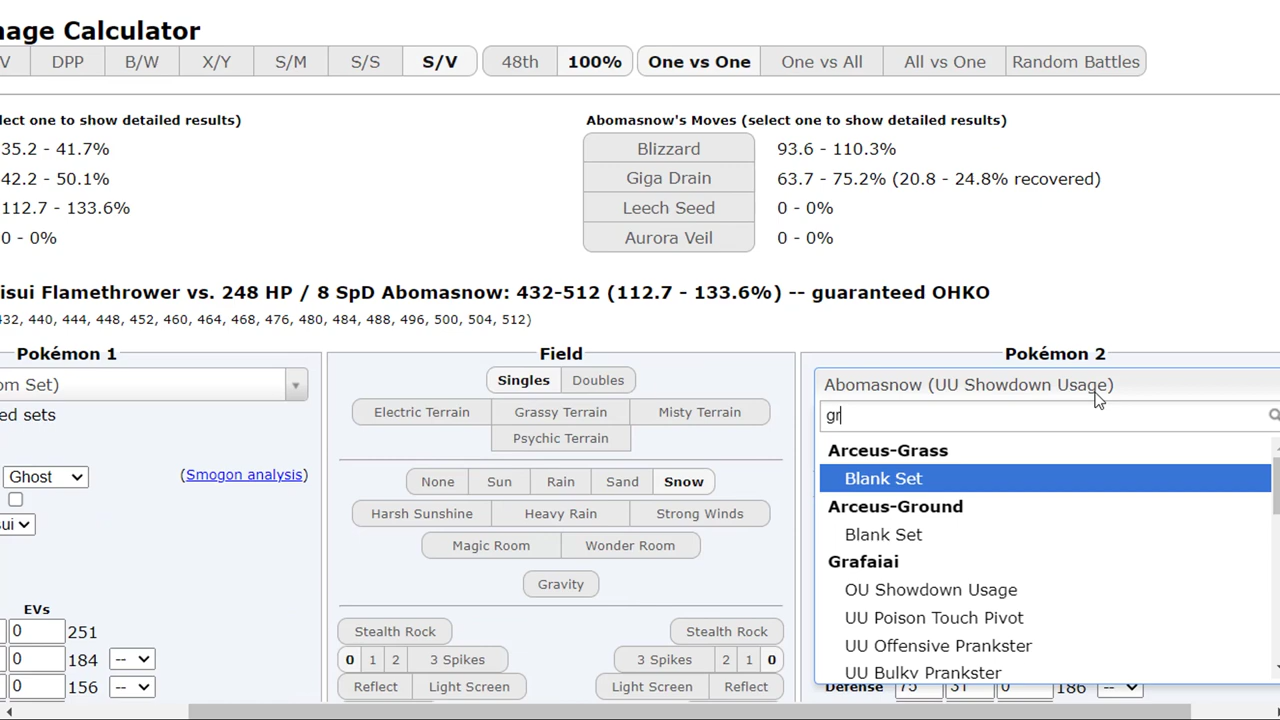 mage Calculator
V DPP B/W X/Y S/M S/S S/V 48th 100% One vs One One vs All All vs One Random Battles
lect one to show detailed results) Abomasnow's Moves (select one to show detailed results)
35.2 - 41.7% Blizzard 93.6 - 110.3%
42.2 - 50.1% Giga Drain 63.7 - 75.2% (20.8 - 24.8% recovered)
112.7 - 133.6% Leech Seed 0 - 0%
0 - 0% Aurora Veil 0 - 0%
isui Flamethrower vs. 248 HP / 8 SpD Abomasnow: 432-512 (112.7 - 133.6%) -- guaranteed OHKO
432, 440, 444, 448, 452, 460, 464, 468, 476, 480, 484, 488, 496, 500, 504, 512)
Pokémon 1 Field Pokémon 2
om Set) Singles Doubles Abomasnow (UU Showdown Usage)
ed sets Electric Terrain Grassy Terrain Misty Terrain gr
Psychic Terrain Arceus-Grass
Ghost (Smogon analysis) None Sun Rain Sand Snow Blank Set
Harsh Sunshine Heavy Rain Strong Winds Arceus-Ground
sui Magic Room Wonder Room Blank Set
Grafaiai
Gravity OU Showdown Usage
EVs UU Poison Touch Pivot
0 251 Stealth Rock Stealth Rock UU Offensive Prankster
0 184 -- 0 1 2 3 Spikes 3 Spikes 2 1 0 UU Bulky Prankster
0 156 -- Reflect Light Screen Light Screen Reflect Defense 75 31 0 186 --